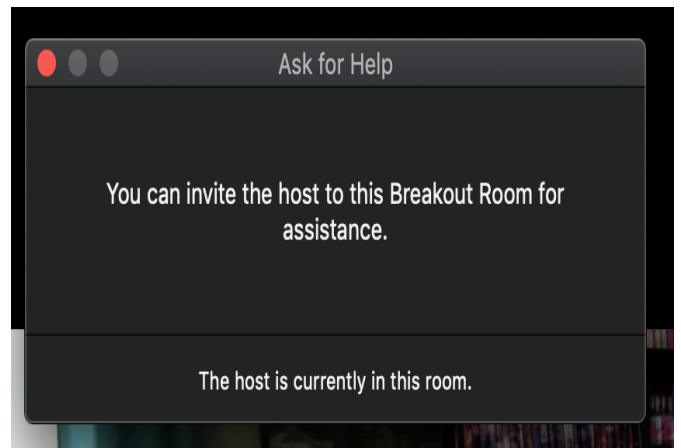 Ask for Help
You can invite the host to this Breakout Room for
assistance.
The host is currently in this room.